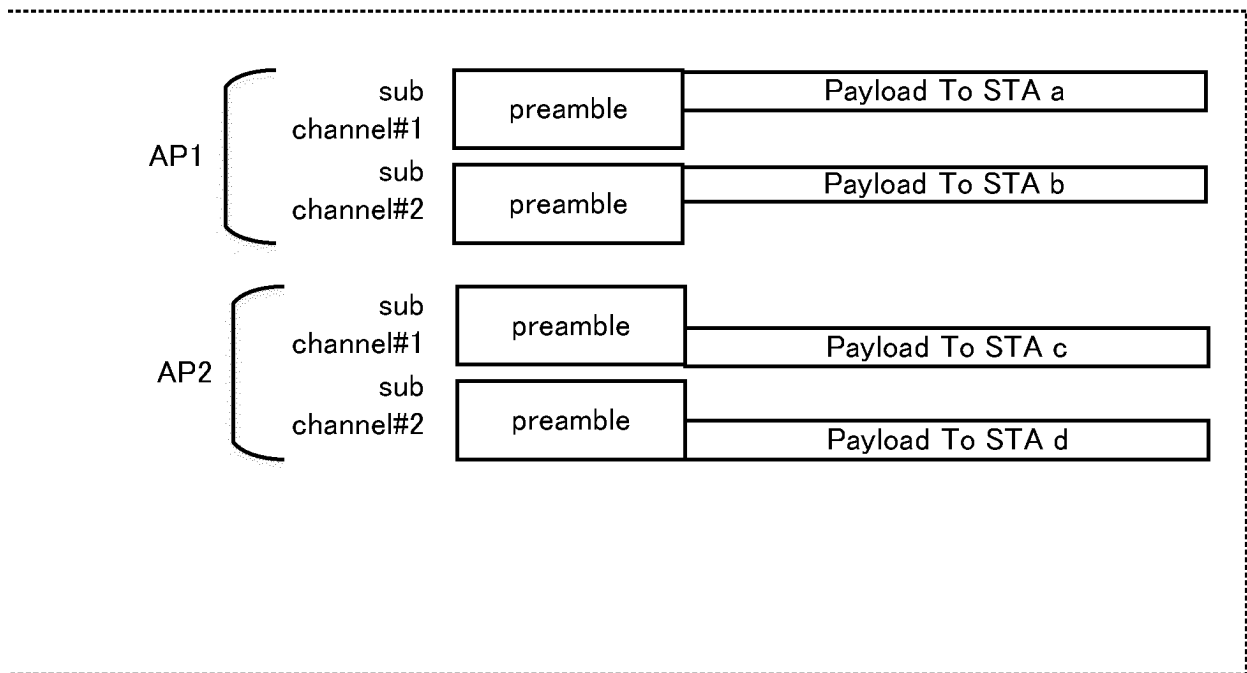 AP1
sub
channel#1
preamble
Payload To STA a
sub
channel#2
preamble
Payload To STA b
AP2
sub
channel#1
preamble
Payload To STA c
sub
channel#2
preamble
Payload To STA d